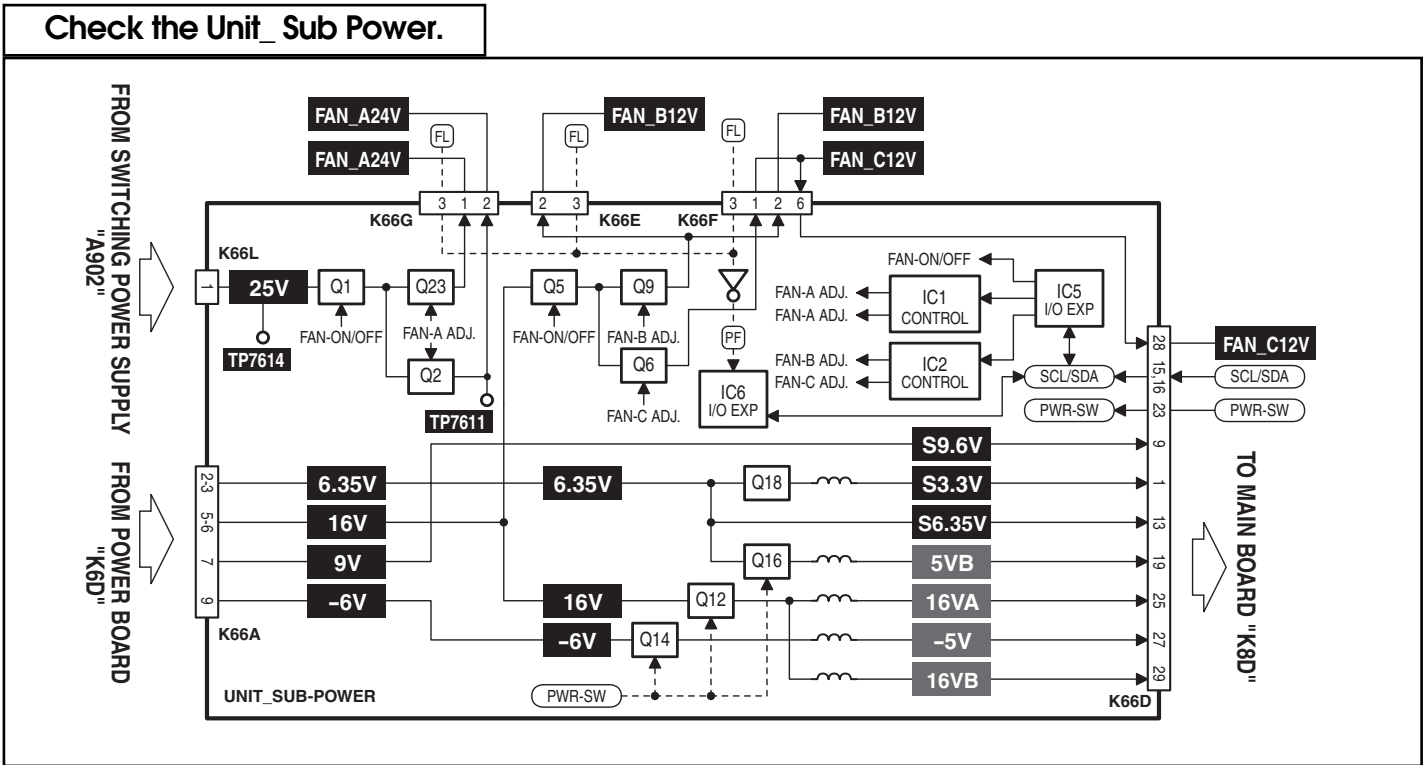 Check the Unit_ Sub Power.
FROM SWITCHING POWER SUPPLY
"A902"
FAN_A24V
FAN_A24V
FL
FAN_B12V
FL
FL
FAN_B12V
FAN_C12V
3 1 2
K66G
2 3
K66E
K66F
3 1 2 6
K66L
1
25V
Q1
Q23
Q5
Q9
FAN-ON/OFF
FAN-A ADJ.
FAN-ON/OFF
FAN-B ADJ.
TP7614
Q2
Q6
TP7611
FAN-C ADJ.
PF
IC6
I/O EXP
FAN-ON/OFF
FAN-A ADJ.
FAN-A ADJ.
IC1
CONTROL
IC5
I/O EXP
FAN-B ADJ.
FAN-C ADJ.
IC2
CONTROL
SCL/SDA
PWR-SW
28
15,16
23
FAN_C12V
SCL/SDA
PWR-SW
FROM POWER BOARD
"K6D"
2-3
5-6
7
9
K66A
6.35V
16V
9V
-6V
6.35V
16V
-6V
Q18
Q16
Q12
Q14
PWR-SW
S9.6V
S3.3V
S6.35V
5VB
16VA
-5V
16VB
9
1
13
19
25
27
29
K66D
TO MAIN BOARD "K8D"
UNIT_SUB-POWER